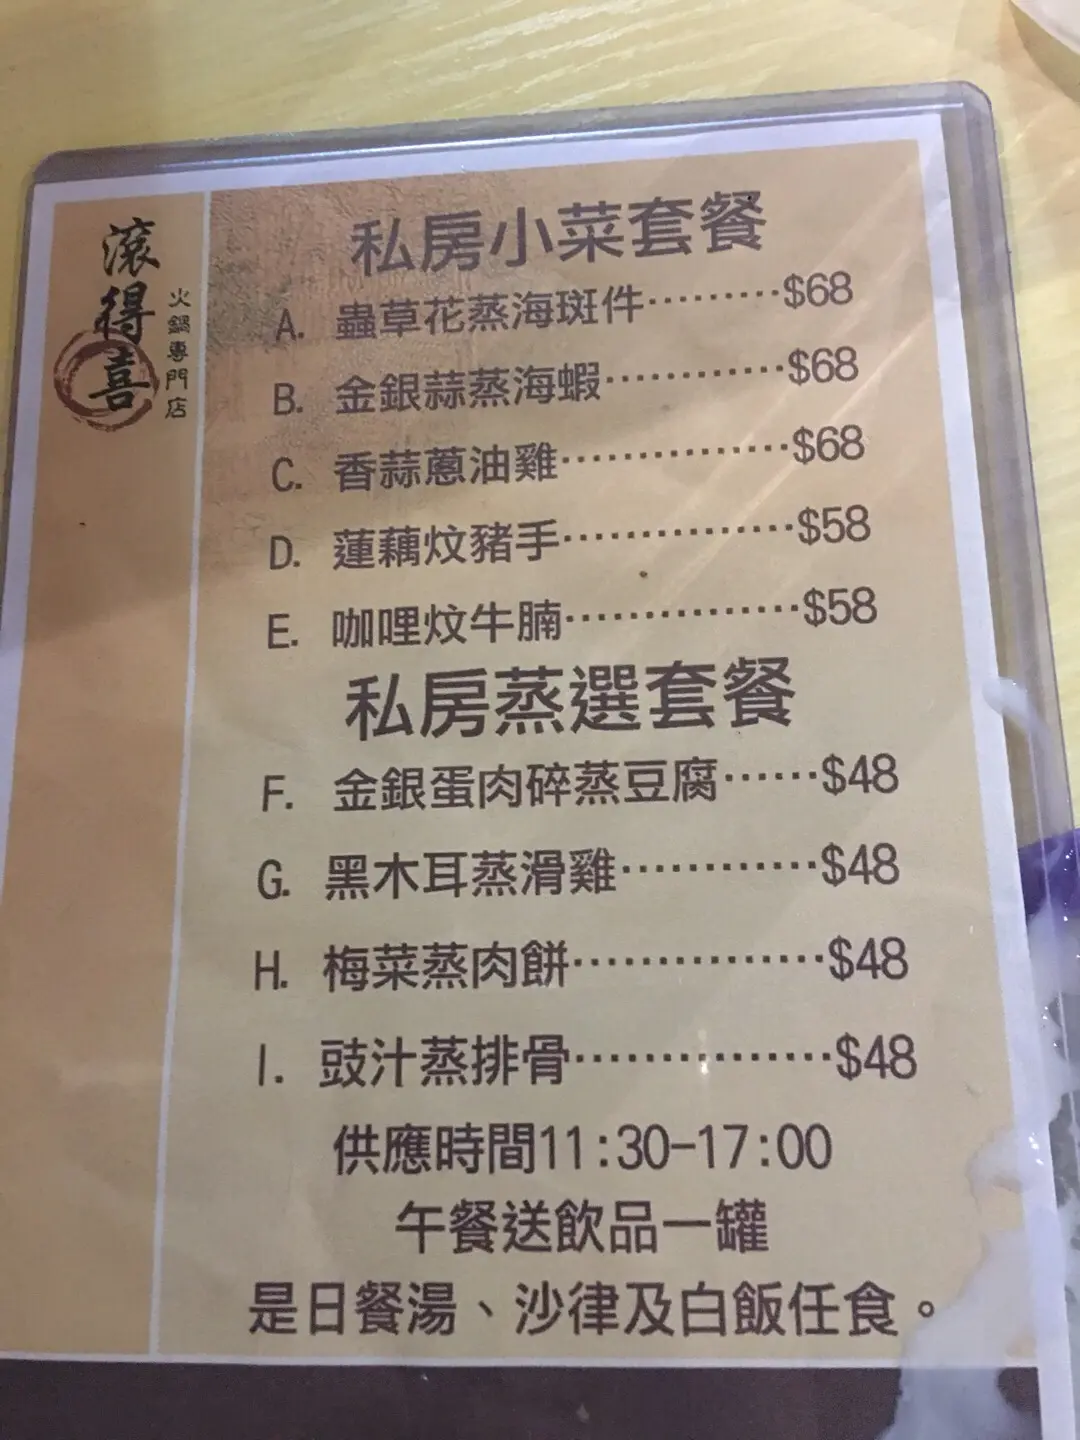 滾得喜
火鍋專門店
私房小菜套餐
A. 蟲草花蒸海斑件·········$68
B. 金銀蒜蒸海蝦············$68
C. 香蒜蔥油雞···············$68
D. 蓮藕炆豬手···············$58
E. 咖哩炆牛腩···············$58
私房蒸選套餐
F. 金銀蛋肉碎蒸豆腐······$48
G. 黑木耳蒸滑雞············$48
H. 梅菜蒸肉餅···············$48
I. 豉汁蒸排骨···············$48
供應時間11:30-17:00
午餐送飲品一罐
是日餐湯、沙律及白飯任食。